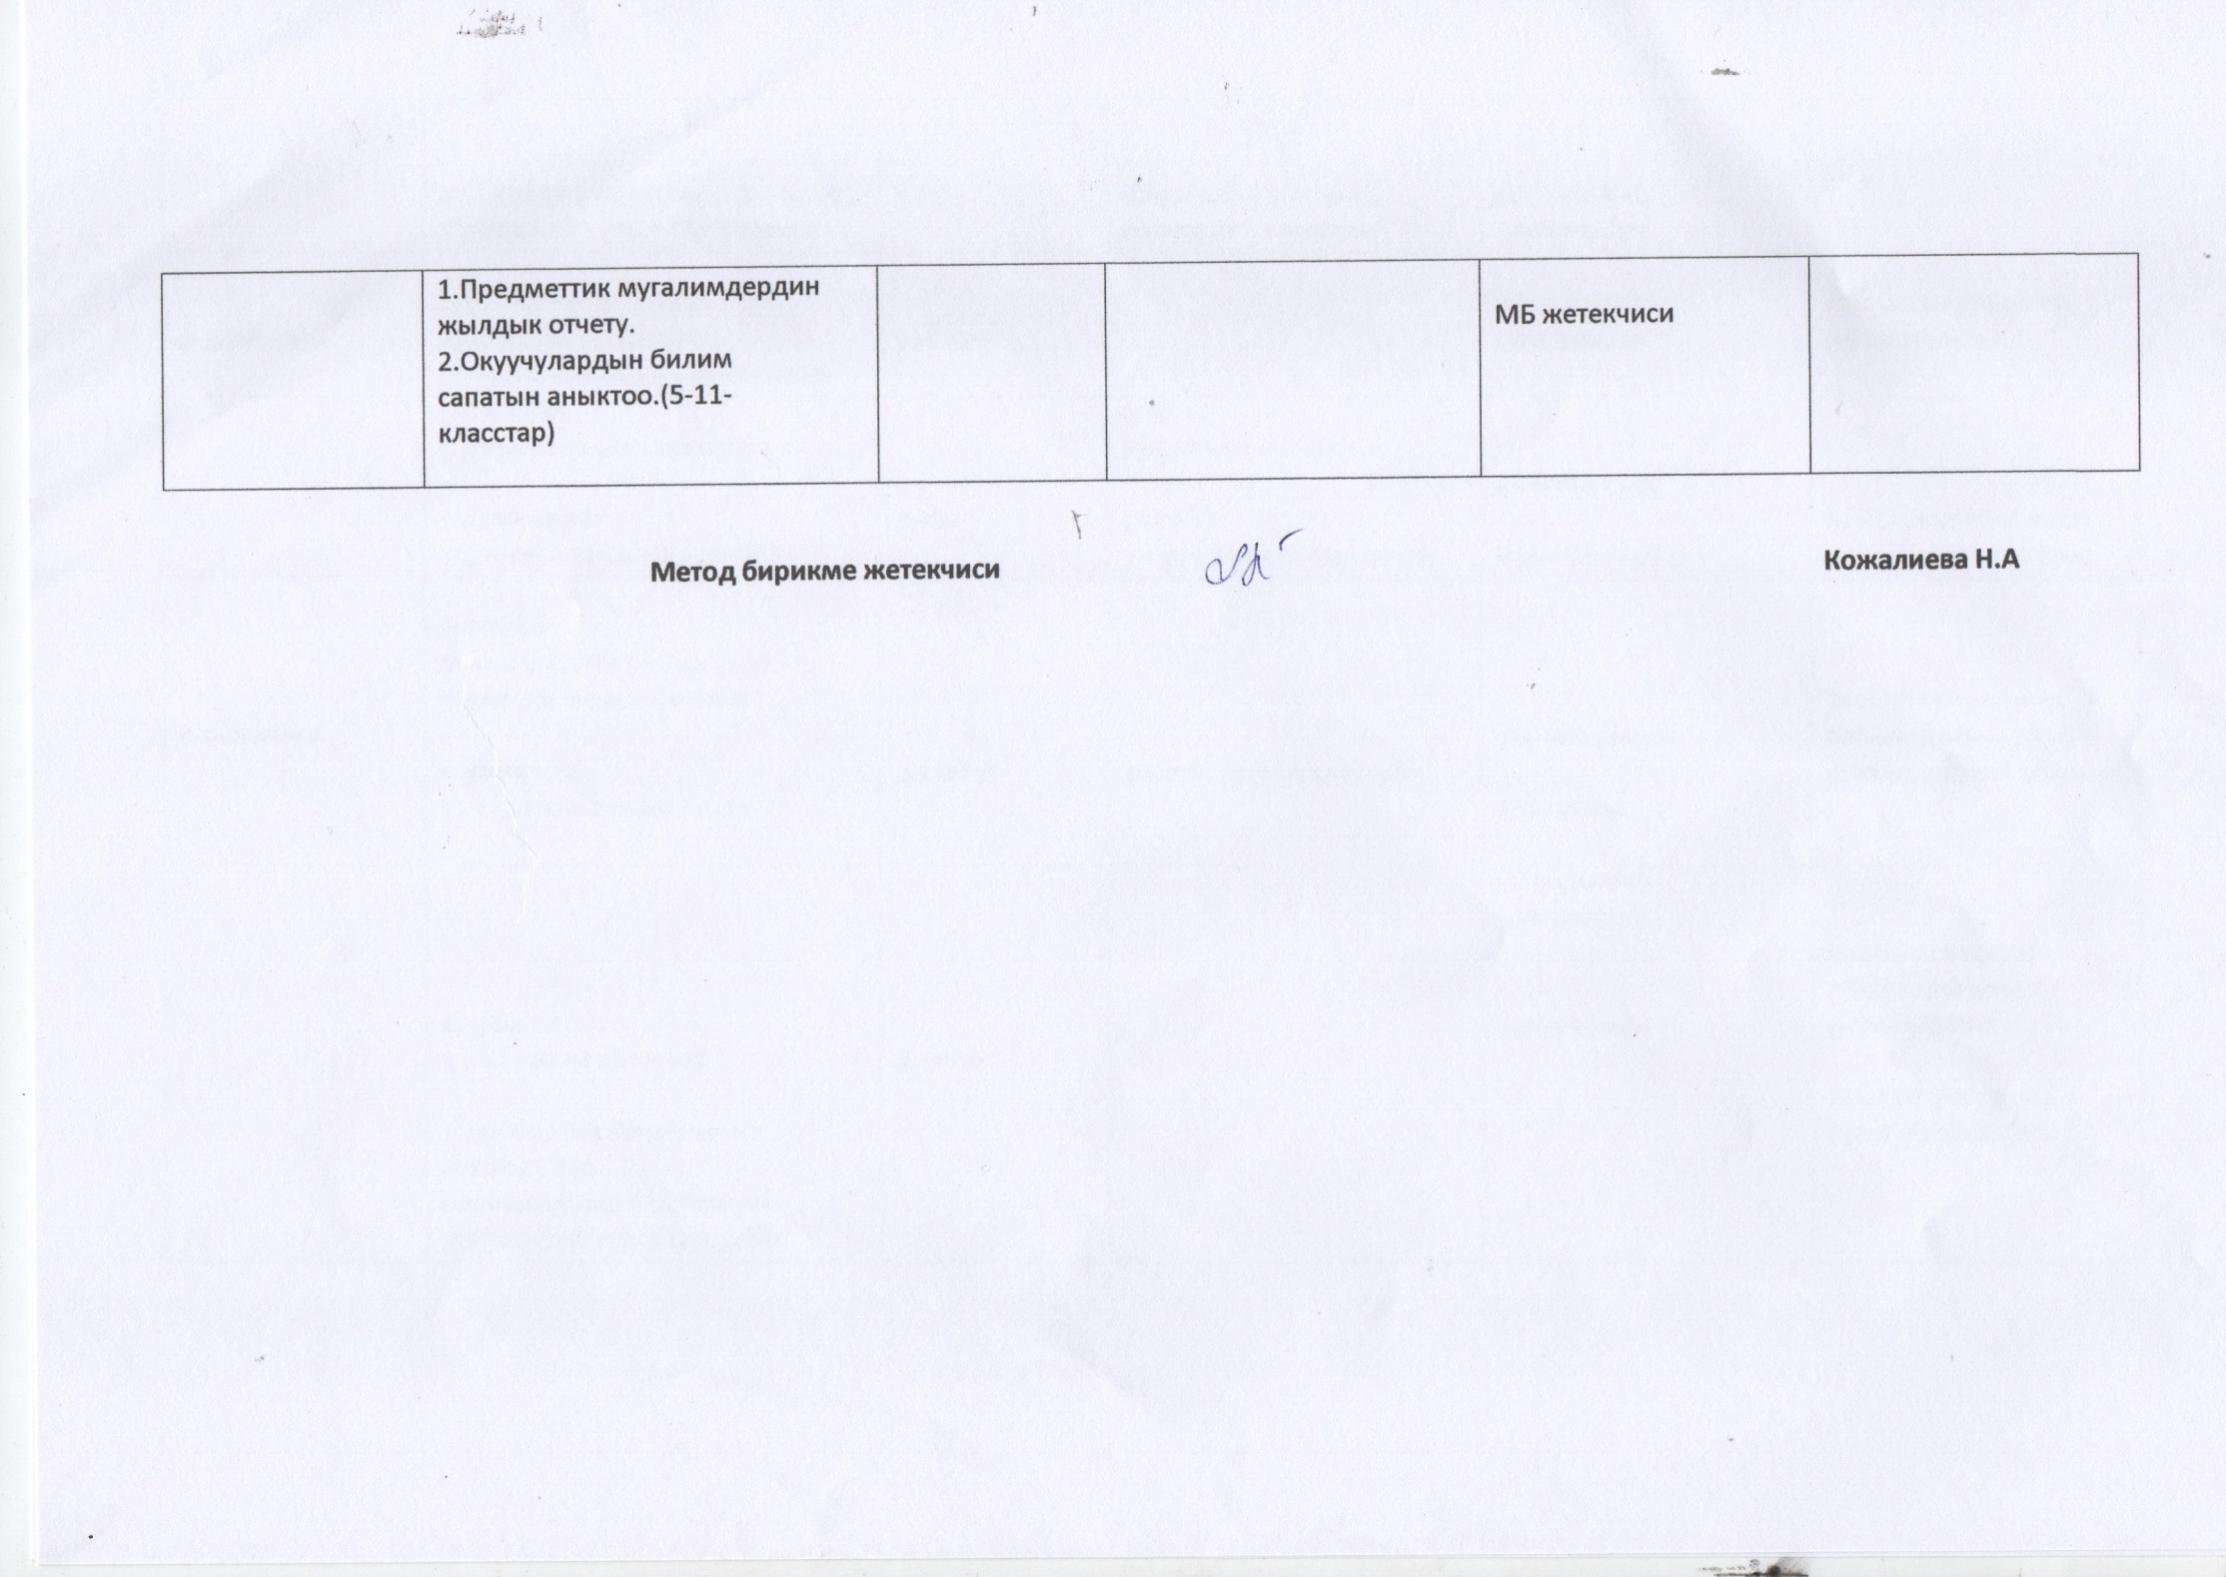 1.Предметтик мугалимдердин
жылдык отчету.
2.Окуучулардын билим
сапатын аныктоо.(5-11-
класстар)
МБ жетекчиси
Метод бирикме жетекчиси
Кожалиева Н.А